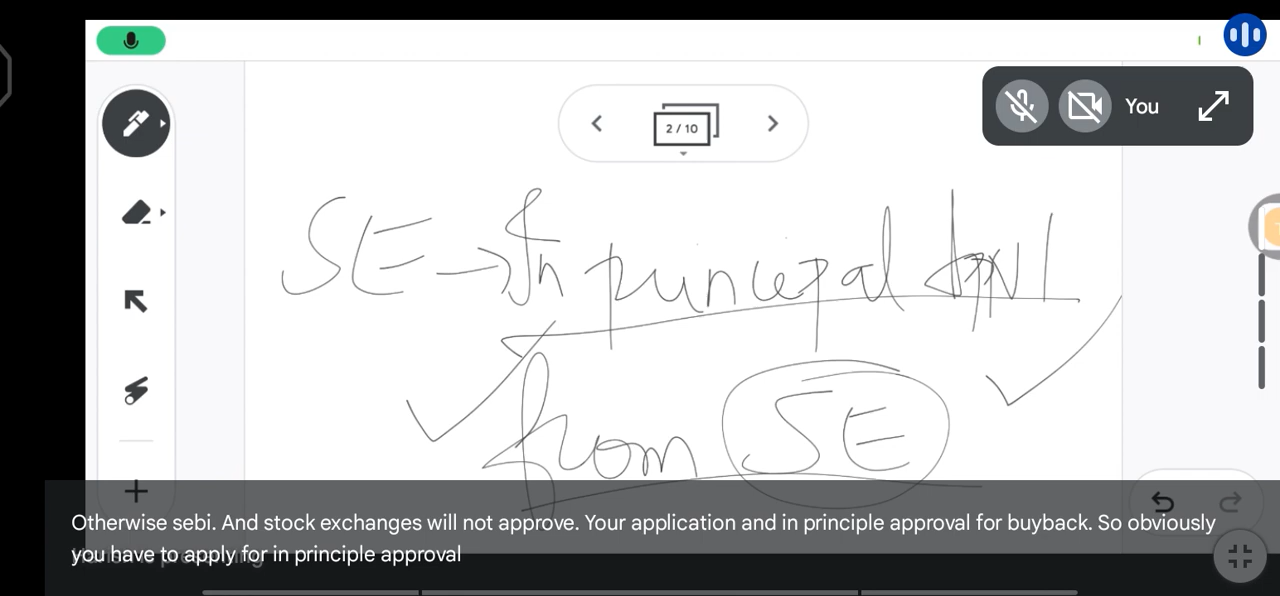 2 / 10
You
SE → In principal
from SE
Otherwise sebi. And stock exchanges will not approve. Your application and in principle approval for buyback. So obviously
you have to apply for in principle approval